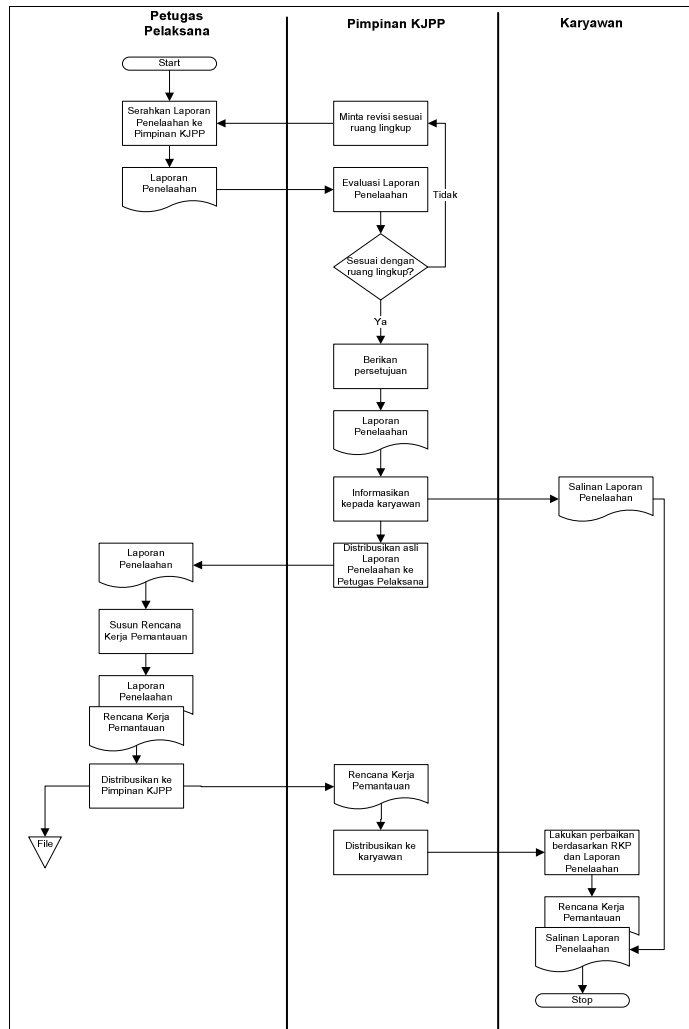 Petugas
Pelaksana
Pimpinan KJPP
Karyawan
Start
Serahkan Laporan
Penelaahan ke
Pimpinan KJPP
Minta revisi sesuai
ruang lingkup
Laporan
Penelaahan
Evaluasi Laporan
Penelaahan
Tidak
Sesuai dengan
ruang lingkup?
Ya
Berikan
persetujuan
Laporan
Penelaahan
Informasikan
kepada karyawan
Salinan Laporan
Penelaahan
Distribusikan asli
Laporan
Penelaahan ke
Petugas Pelaksana
Laporan
Penelaahan
Susun Rencana
Kerja Pemantauan
Laporan
Penelaahan
Rencana Kerja
Pemantauan
Distribusikan ke
Pimpinan KJPP
Rencana Kerja
Pemantauan
File
Distribusikan ke
karyawan
Lakukan perbaikan
berdasarkan RKP
dan Laporan
Penelaahan
Rencana Kerja
Pemantauan
Salinan Laporan
Penelaahan
Stop